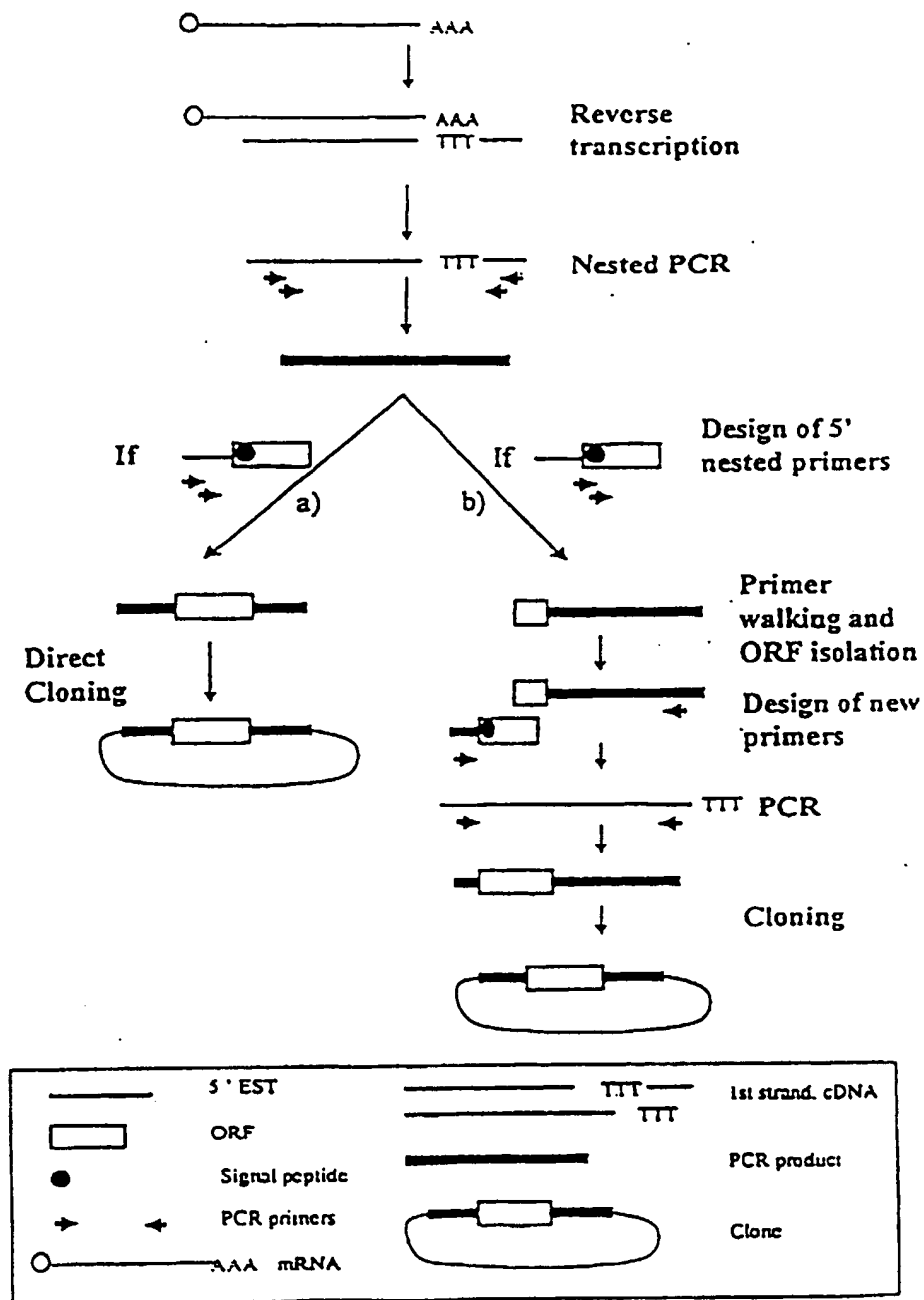 AAA
AAA
TTT
Reverse
transcription
TTT
Nested PCR
If
a)
If
b)
Design of 5'
nested primers
Direct
Cloning
Primer
walking and
ORF isolation
Design of new
primers
TTT PCR
Cloning
5' EST
ORF
Signal peptide
PCR primers
AAA mRNA
TTT
TTT
1st strand cDNA
PCR product
Clone